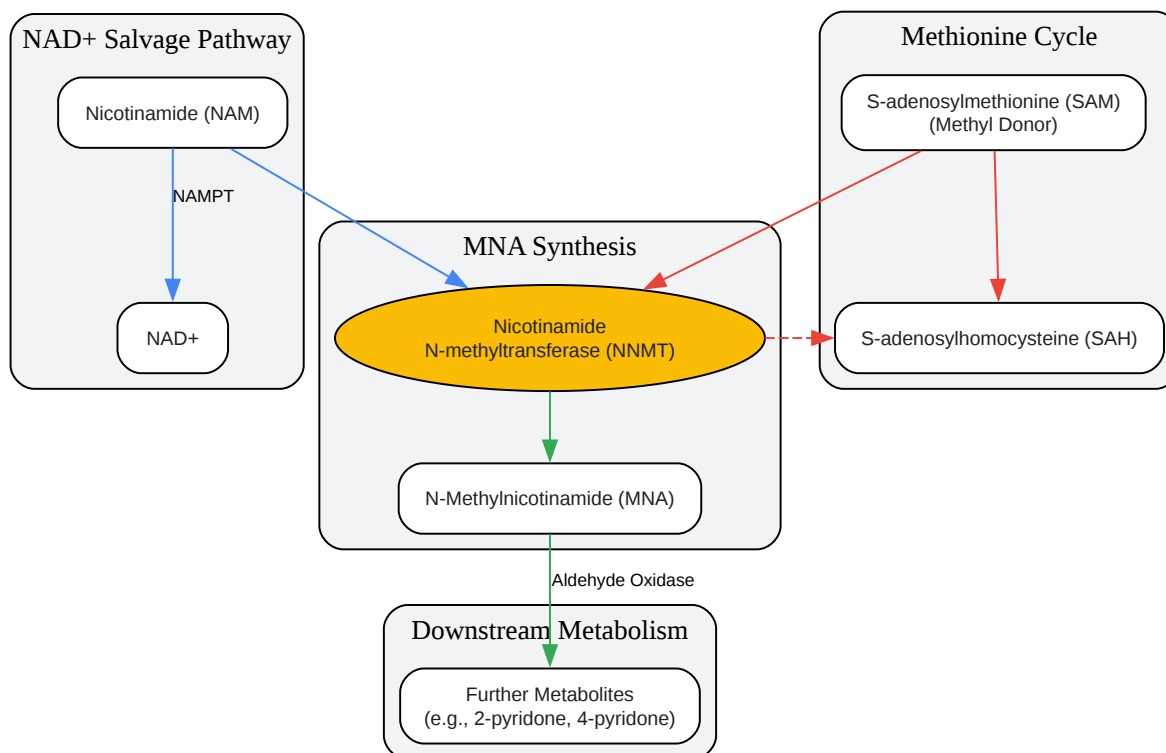 NAD+ Salvage Pathway
Nicotinamide (NAM)
NAMPT
NAD+
Methionine Cycle
S-adenosylmethionine (SAM)
(Methyl Donor)
S-adenosylhomocysteine (SAH)
MNA Synthesis
Nicotinamide
N-methyltransferase (NNMT)
N-Methylnicotinamide (MNA)
Aldehyde Oxidase
Downstream Metabolism
Further Metabolites
(e.g., 2-pyridone, 4-pyridone)